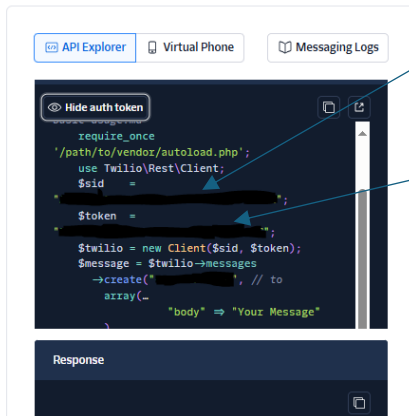 API Explorer Virtual Phone Messaging Logs
Hide auth token
require_once
'/path/to/vendor/autoload.php';
use Twilio\Rest\Client;
$sid =
"";
$token =
"";
$twilio = new Client($sid, $token);
$message = $twilio->messages
->create("", // to
array(…
"body" => "Your Message"
)
Response